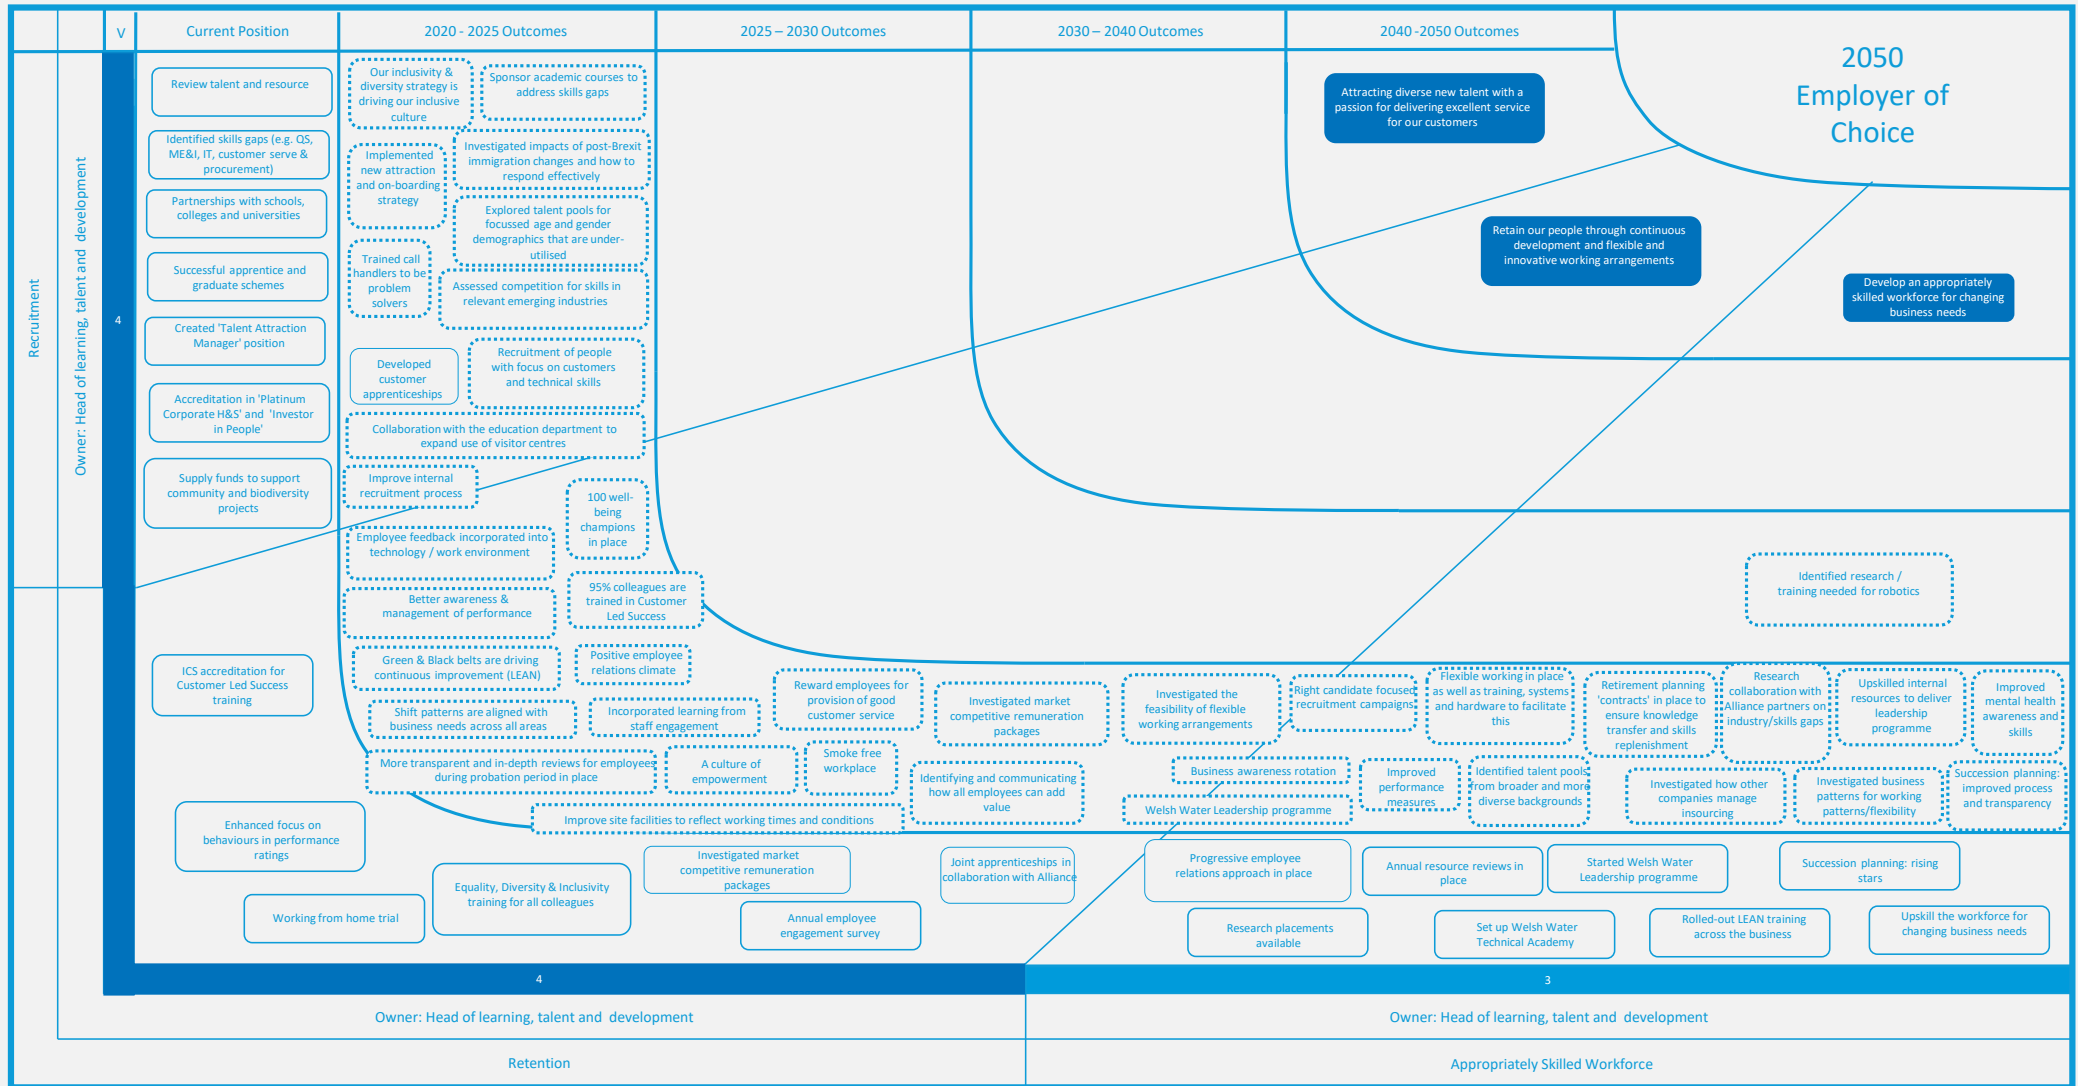 V
Current Position
2020 - 2025 Outcomes
2025 – 2030 Outcomes
2030 – 2040 Outcomes
2040 -2050 Outcomes
2050
Employer of
Choice
Recruitment
Owner: Head of learning, talent and development
4
Review talent and resource
Identified skills gaps (e.g. QS,
ME&I, IT, customer serve &
procurement)
Partnerships with schools,
colleges and universities
Successful apprentice and
graduate schemes
Created 'Talent Attraction
Manager' position
Accreditation in 'Platinum
Corporate H&S' and 'Investor
in People'
Supply funds to support
community and biodiversity
projects
Our inclusivity &
diversity strategy is
driving our inclusive
culture
Sponsor academic courses to
address skills gaps
Implemented
new attraction
and on-boarding
strategy
Investigated impacts of post-Brexit
immigration changes and how to
respond effectively
Explored talent pools for
focussed age and gender
demographics that are under-
utilised
Trained call
handlers to be
problem
solvers
Assessed competition for skills in
relevant emerging industries
Developed
customer
apprenticeships
Recruitment of people
with focus on customers
and technical skills
Collaboration with the education department to
expand use of visitor centres
Improve internal
recruitment process
100 well-
being
champions
in place
Employee feedback incorporated into
technology / work environment
Better awareness &
management of performance
95% colleagues are
trained in Customer
Led Success
Green & Black belts are driving
continuous improvement (LEAN)
Positive employee
relations climate
Shift patterns are aligned with
business needs across all areas
Incorporated learning from
staff engagement
More transparent and in-depth reviews for employees
during probation period in place
A culture of
empowerment
Reward employees for
provision of good
customer service
Smoke free
workplace
Improve site facilities to reflect working times and conditions
Investigated market
competitive remuneration
packages
Identifying and communicating
how all employees can add
value
Investigated the
feasibility of flexible
working arrangements
Business awareness rotation
Welsh Water Leadership programme
Right candidate focused
recruitment campaigns
Improved
performance
measures
Flexible working in place
as well as training, systems
and hardware to facilitate
this
Identified talent pools
from broader and more
diverse backgrounds
Retirement planning
'contracts' in place to
ensure knowledge
transfer and skills
replenishment
Research
collaboration with
Alliance partners on
industry/skills gaps
Upskilled internal
resources to deliver
leadership
programme
Improved
mental health
awareness and
skills
Investigated how other
companies manage
insourcing
Investigated business
patterns for working
patterns/flexibility
Succession planning:
improved process
and transparency
Identified research /
training needed for robotics
Attracting diverse new talent with a
passion for delivering excellent service
for our customers
Retain our people through continuous
development and flexible and
innovative working arrangements
Develop an appropriately
skilled workforce for changing
business needs
ICS accreditation for
Customer Led Success
training
Enhanced focus on
behaviours in performance
ratings
Working from home trial
Equality, Diversity & Inclusivity
training for all colleagues
Investigated market
competitive remuneration
packages
Annual employee
engagement survey
Joint apprenticeships in
collaboration with Alliance
Progressive employee
relations approach in place
Research placements
available
Annual resource reviews in
place
Set up Welsh Water
Technical Academy
Started Welsh Water
Leadership programme
Rolled-out LEAN training
across the business
Succession planning: rising
stars
Upskill the workforce for
changing business needs
4
3
Owner: Head of learning, talent and development
Owner: Head of learning, talent and development
Retention
Appropriately Skilled Workforce